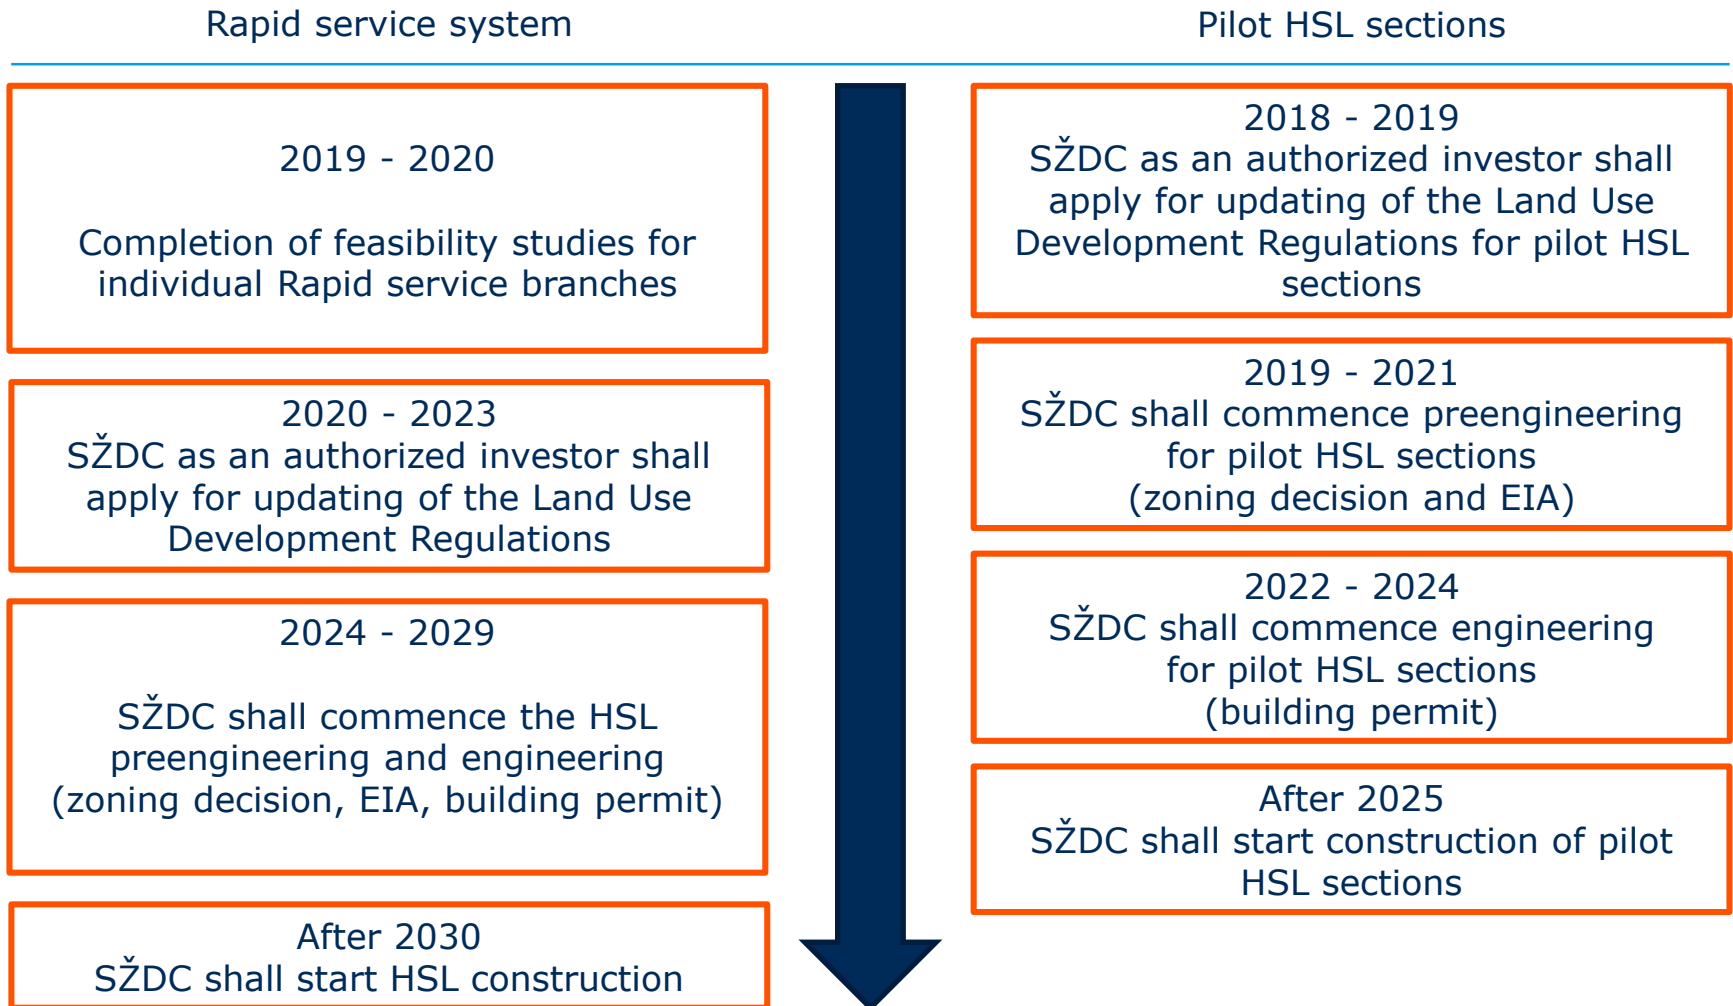 Rapid service system
Pilot HSL sections
2019 - 2020
Completion of feasibility studies for
individual Rapid service branches
2020 - 2023
SŽDC as an authorized investor shall
apply for updating of the Land Use
Development Regulations
2024 - 2029
SŽDC shall commence the HSL
preengineering and engineering
(zoning decision, EIA, building permit)
After 2030
SŽDC shall start HSL construction
2018 - 2019
SŽDC as an authorized investor shall
apply for updating of the Land Use
Development Regulations for pilot HSL
sections
2019 - 2021
SŽDC shall commence preengineering
for pilot HSL sections
(zoning decision and EIA)
2022 - 2024
SŽDC shall commence engineering
for pilot HSL sections
(building permit)
After 2025
SŽDC shall start construction of pilot
HSL sections